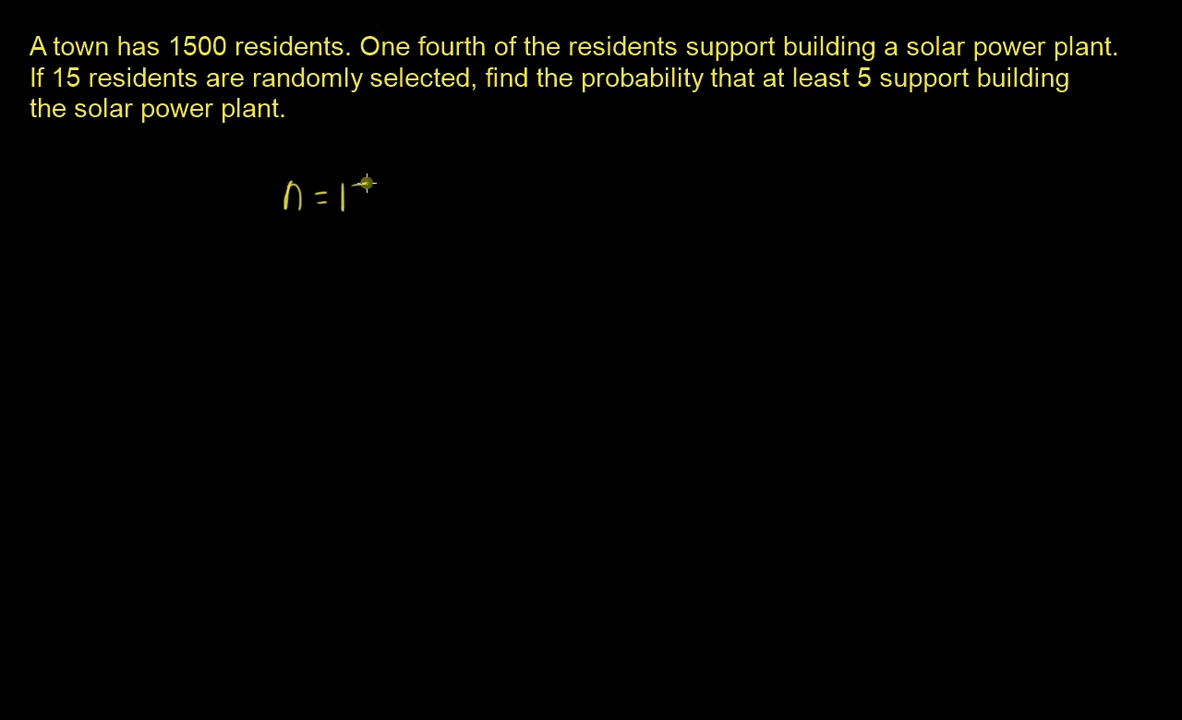 A town has 1500 residents. One fourth of the residents support building a solar power plant.
If 15 residents are randomly selected, find the probability that at least 5 support building
the solar power plant.
n = 1